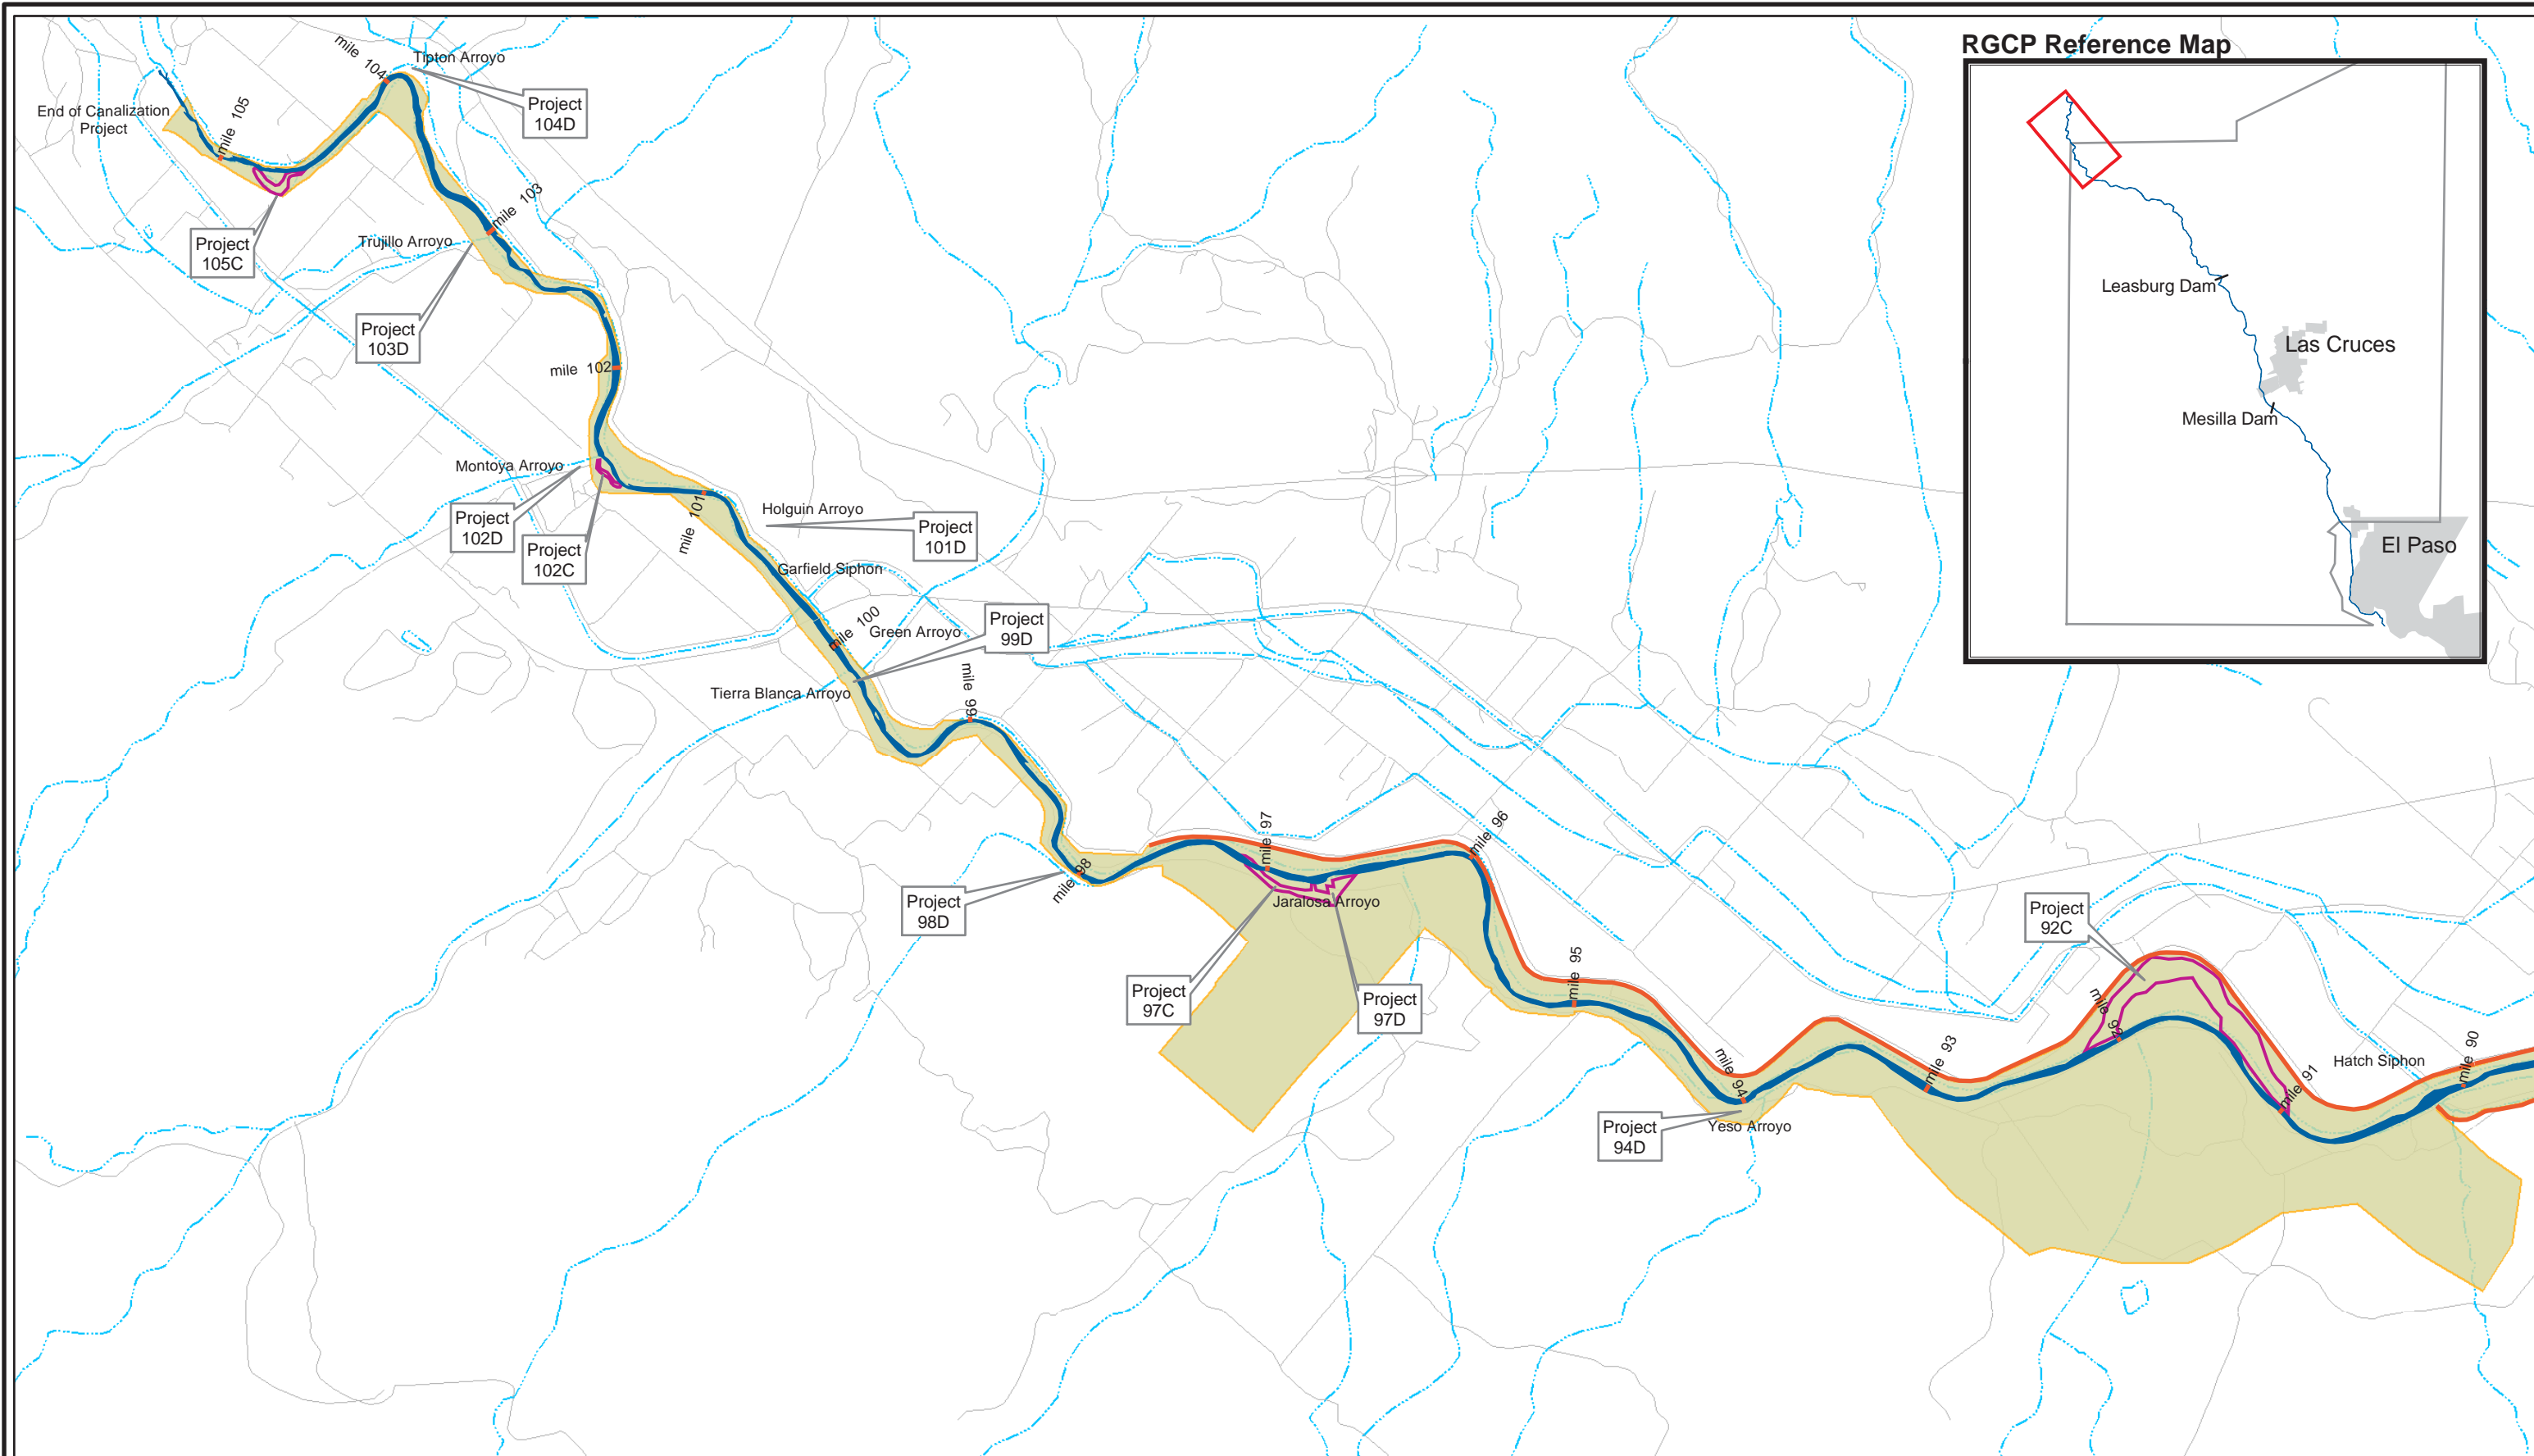 RGCP Reference Map
Leasburg Dam
Las Cruces
Mesilla Dam
El Paso
mile 104
Tipton Arroyo
Project
104D
End of Canalization
Project
mile 105
mile 103
Project
105C
Trujillo Arroyo
Project
103D
mile 102
Montoya Arroyo
Project
102D
Project
102C
mile 101
Holguin Arroyo
Project
101D
Garfield Siphon
mile 100
Green Arroyo
Project
99D
Tierra Blanca Arroyo
mile 99
mile 98
Project
98D
mile 97
mile 96
Jaralosa Arroyo
Project
97C
Project
97D
mile 95
mile 94
Project
94D
Yeso Arroyo
mile 93
Project
92C
mile 92
mile 91
Hatch Siphon
mile 90